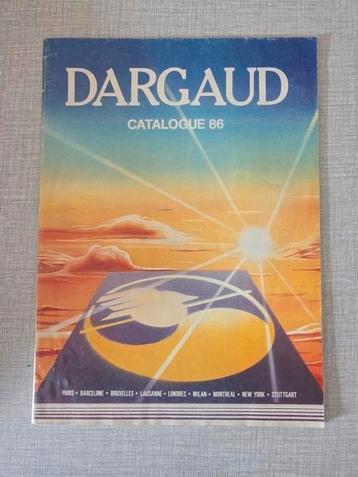 DARGAUD
CATALOGUE 86
PARIS • BARCELONE • BRUXELLES • LAUSANNE • LONDRES • MILAN • MONTREAL • NEW YORK • STUTTGART